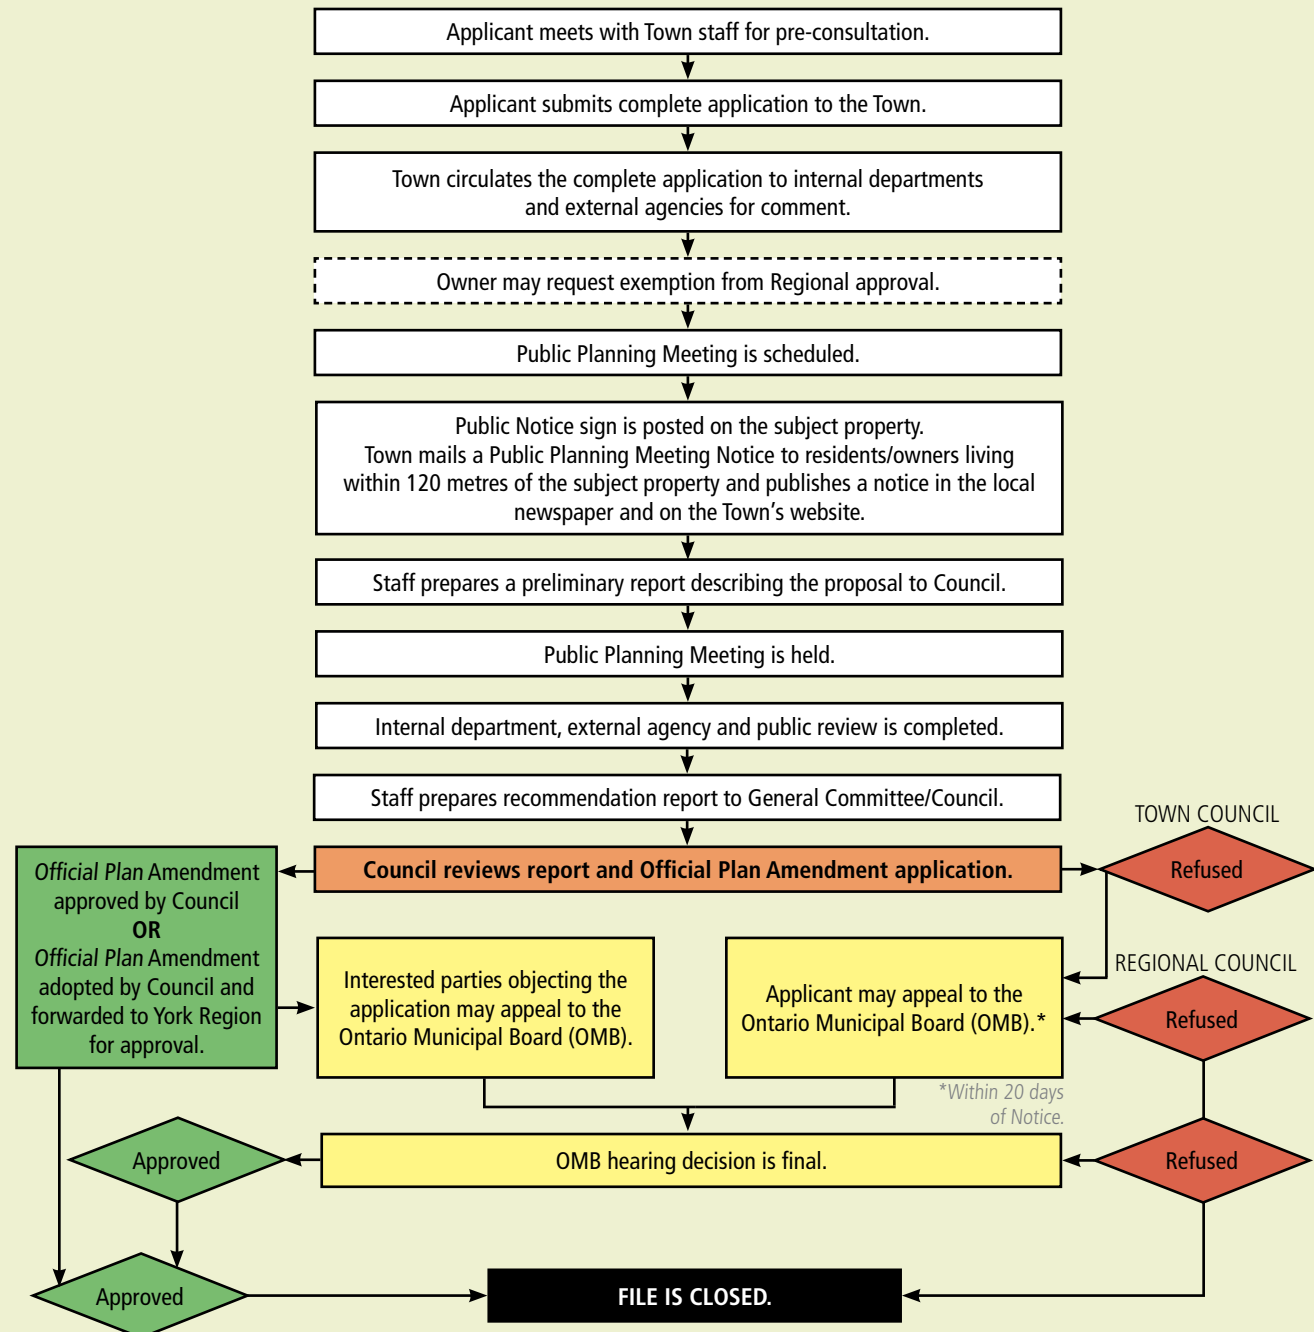 Applicant meets with Town staff for pre-consultation.
Applicant submits complete application to the Town.
Town circulates the complete application to internal departments
and external agencies for comment.
Owner may request exemption from Regional approval.
Public Planning Meeting is scheduled.
Public Notice sign is posted on the subject property.
Town mails a Public Planning Meeting Notice to residents/owners living
within 120 metres of the subject property and publishes a notice in the local
newspaper and on the Town's website.
Staff prepares a preliminary report describing the proposal to Council.
Public Planning Meeting is held.
Internal department, external agency and public review is completed.
Staff prepares recommendation report to General Committee/Council.
Council reviews report and Official Plan Amendment application.
TOWN COUNCIL
Refused
Official Plan Amendment
approved by Council
OR
Official Plan Amendment
adopted by Council and
forwarded to York Region
for approval.
Interested parties objecting the
application may appeal to the
Ontario Municipal Board (OMB).
Applicant may appeal to the
Ontario Municipal Board (OMB).*
*Within 20 days
of Notice.
REGIONAL COUNCIL
Refused
Approved
OMB hearing decision is final.
Refused
Approved
FILE IS CLOSED.